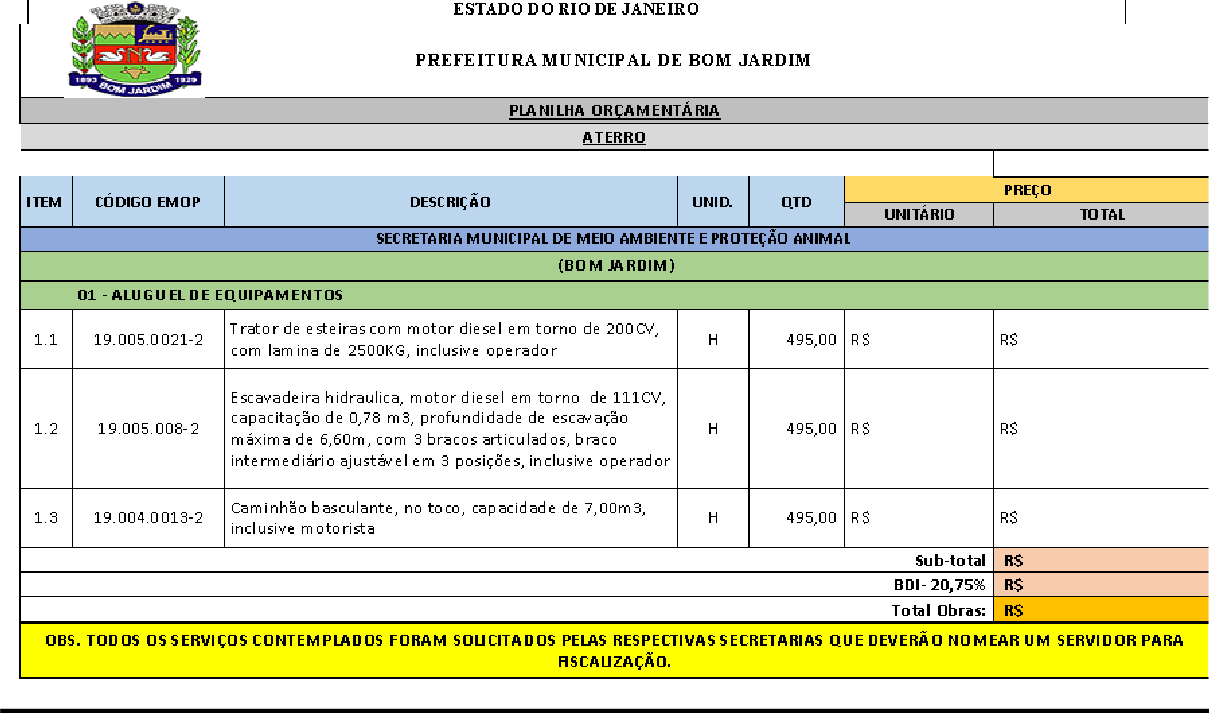 ESTADO DO RIO DE JANEIRO
PREFEITURA MUNICIPAL DE BOM JARDIM
1893 BOM JARDIM 1929
PLANILHA ORÇAMENTÁRIA
ATERRO
ITEM CÓDIGO EMOP DESCRIÇÃO UNID. QTD PREÇO
UNITÁRIO TOTAL
SECRETARIA MUNICIPAL DE MEIO AMBIENTE E PROTEÇÃO ANIMAL
(BOM JARDIM)
01 - ALUGUEL DE EQUIPAMENTOS
1.1 19.005.0021-2 Trator de esteiras com motor diesel em torno de 200CV, H 495,00 R$ R$
com lamina de 2500KG, inclusive operador
Escavadeira hidraulica, motor diesel em torno de 111CV,
capacitação de 0,78 m3, profundidade de escavação
1.2 19.005.008-2 máxima de 6,60m, com 3 bracos articulados, braco H 495,00 R$ R$
intermediário ajustável em 3 posições, inclusive operador
1.3 19.004.0013-2 Caminhão basculante, no toco, capacidade de 7,00m3, H 495,00 R$ R$
inclusive motorista
Sub-total R$
BDI- 20,75% R$
Total Obras: R$
OBS. TODOS OS SERVIÇOS CONTEMPLADOS FORAM SOLICITADOS PELAS RESPECTIVAS SECRETARIAS QUE DEVERÃO NOMEAR UM SERVIDOR PARA
FISCALIZAÇÃO.